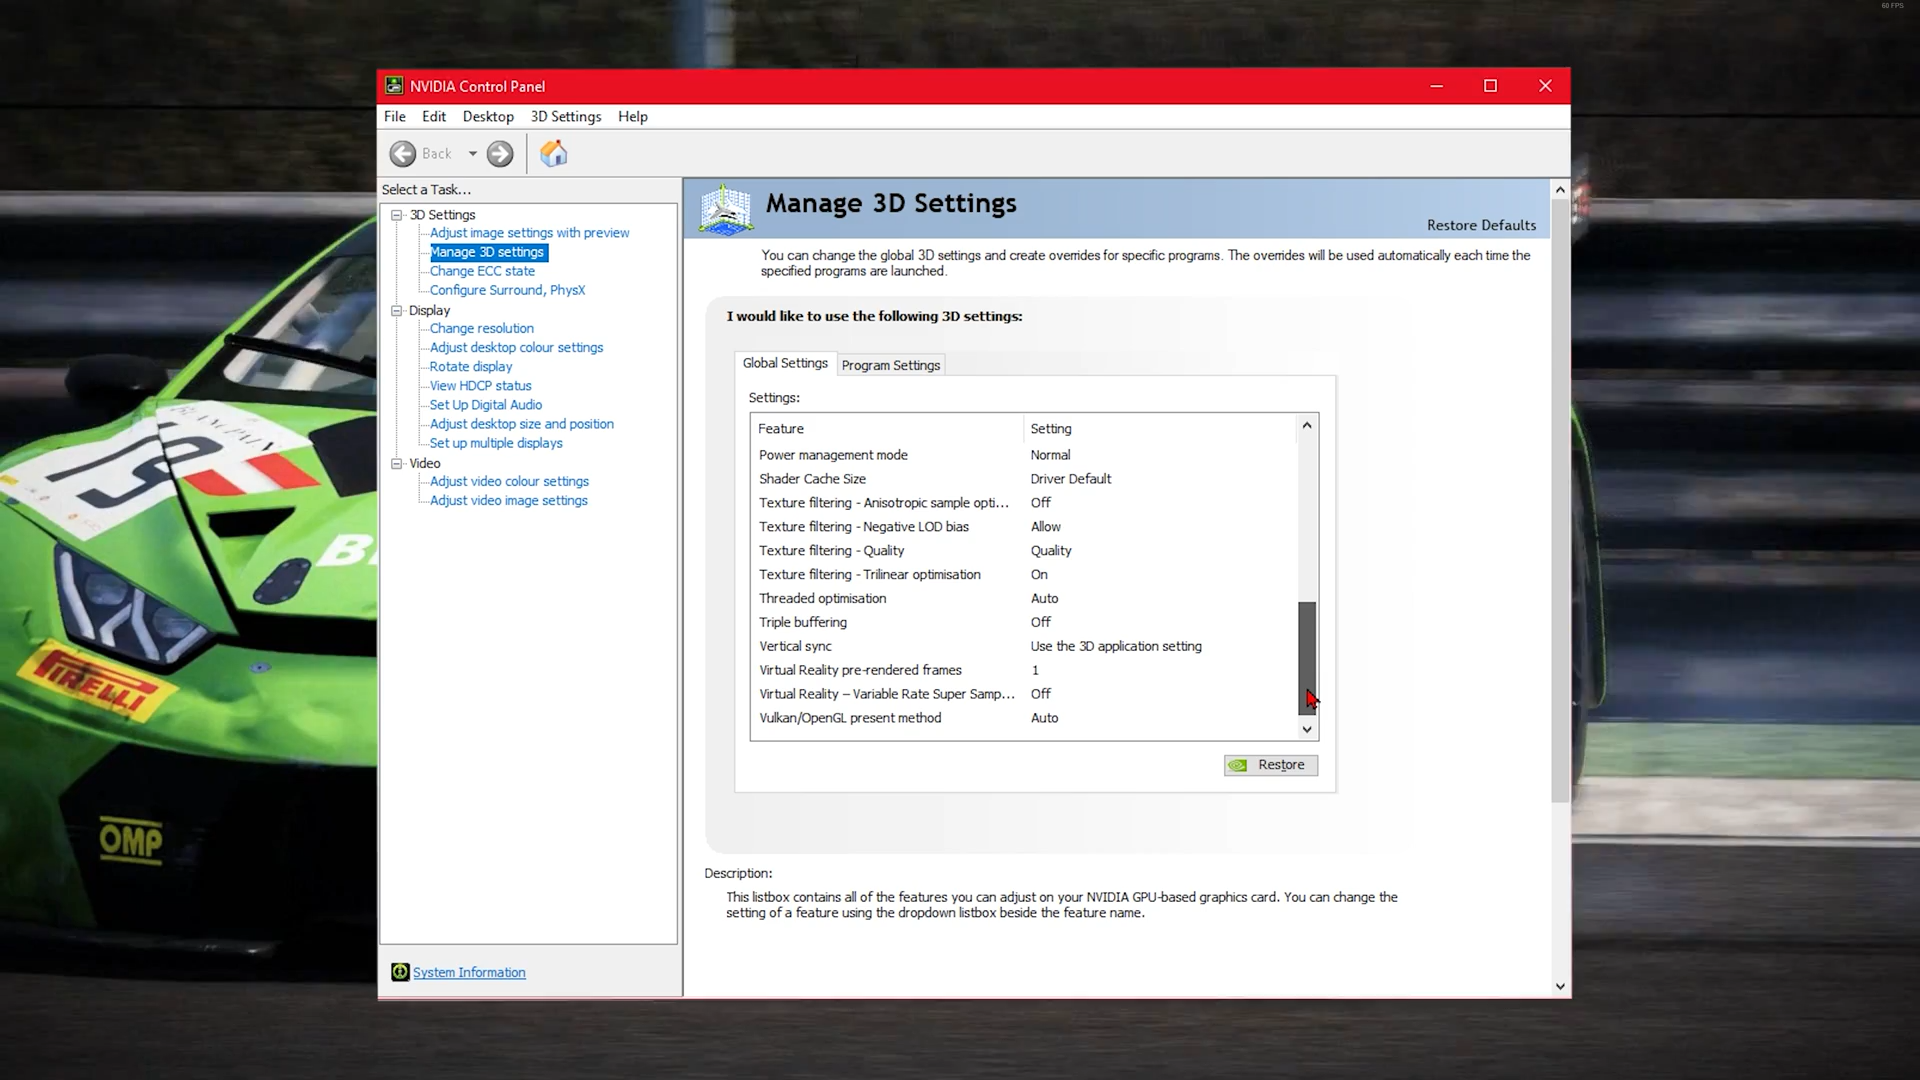 60 FPS
NVIDIA Control Panel
File Edit Desktop 3D Settings Help
Back
Select a Task...
3D Settings
Adjust image settings with preview
Manage 3D settings
Change ECC state
Configure Surround, PhysX
Display
Change resolution
Adjust desktop colour settings
Rotate display
View HDCP status
Set Up Digital Audio
Adjust desktop size and position
Set up multiple displays
Video
Adjust video colour settings
Adjust video image settings
System Information
Manage 3D Settings
Restore Defaults
You can change the global 3D settings and create overrides for specific programs. The overrides will be used automatically each time the
specified programs are launched.
I would like to use the following 3D settings:
Global Settings Program Settings
Settings:
Feature Setting
Power management mode Normal
Shader Cache Size Driver Default
Texture filtering - Anisotropic sample opti... Off
Texture filtering - Negative LOD bias Allow
Texture filtering - Quality Quality
Texture filtering - Trilinear optimisation On
Threaded optimisation Auto
Triple buffering Off
Vertical sync Use the 3D application setting
Virtual Reality pre-rendered frames 1
Virtual Reality – Variable Rate Super Samp... Off
Vulkan/OpenGL present method Auto
Restore
Description:
This listbox contains all of the features you can adjust on your NVIDIA GPU-based graphics card. You can change the
setting of a feature using the dropdown listbox beside the feature name.
19
PIRELLI
OMP